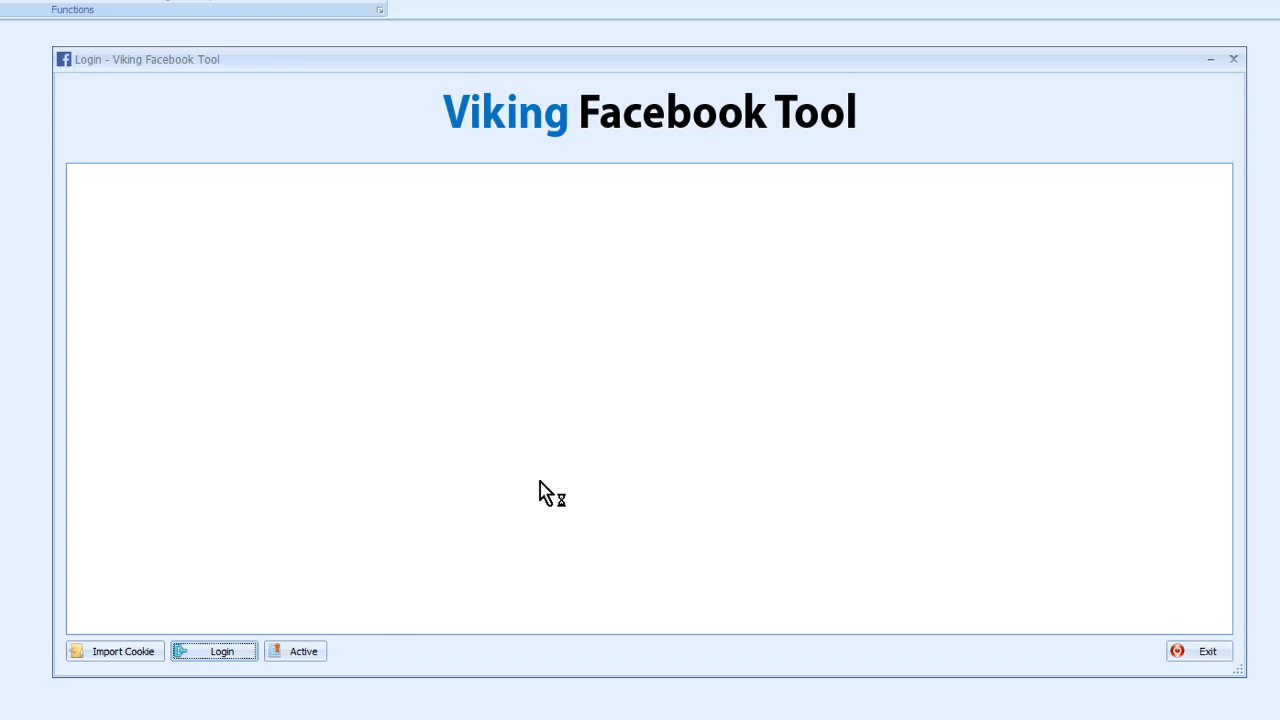 Functions
Login - Viking Facebook Tool
Viking Facebook Tool
Import Cookie
Login
Active
Exit